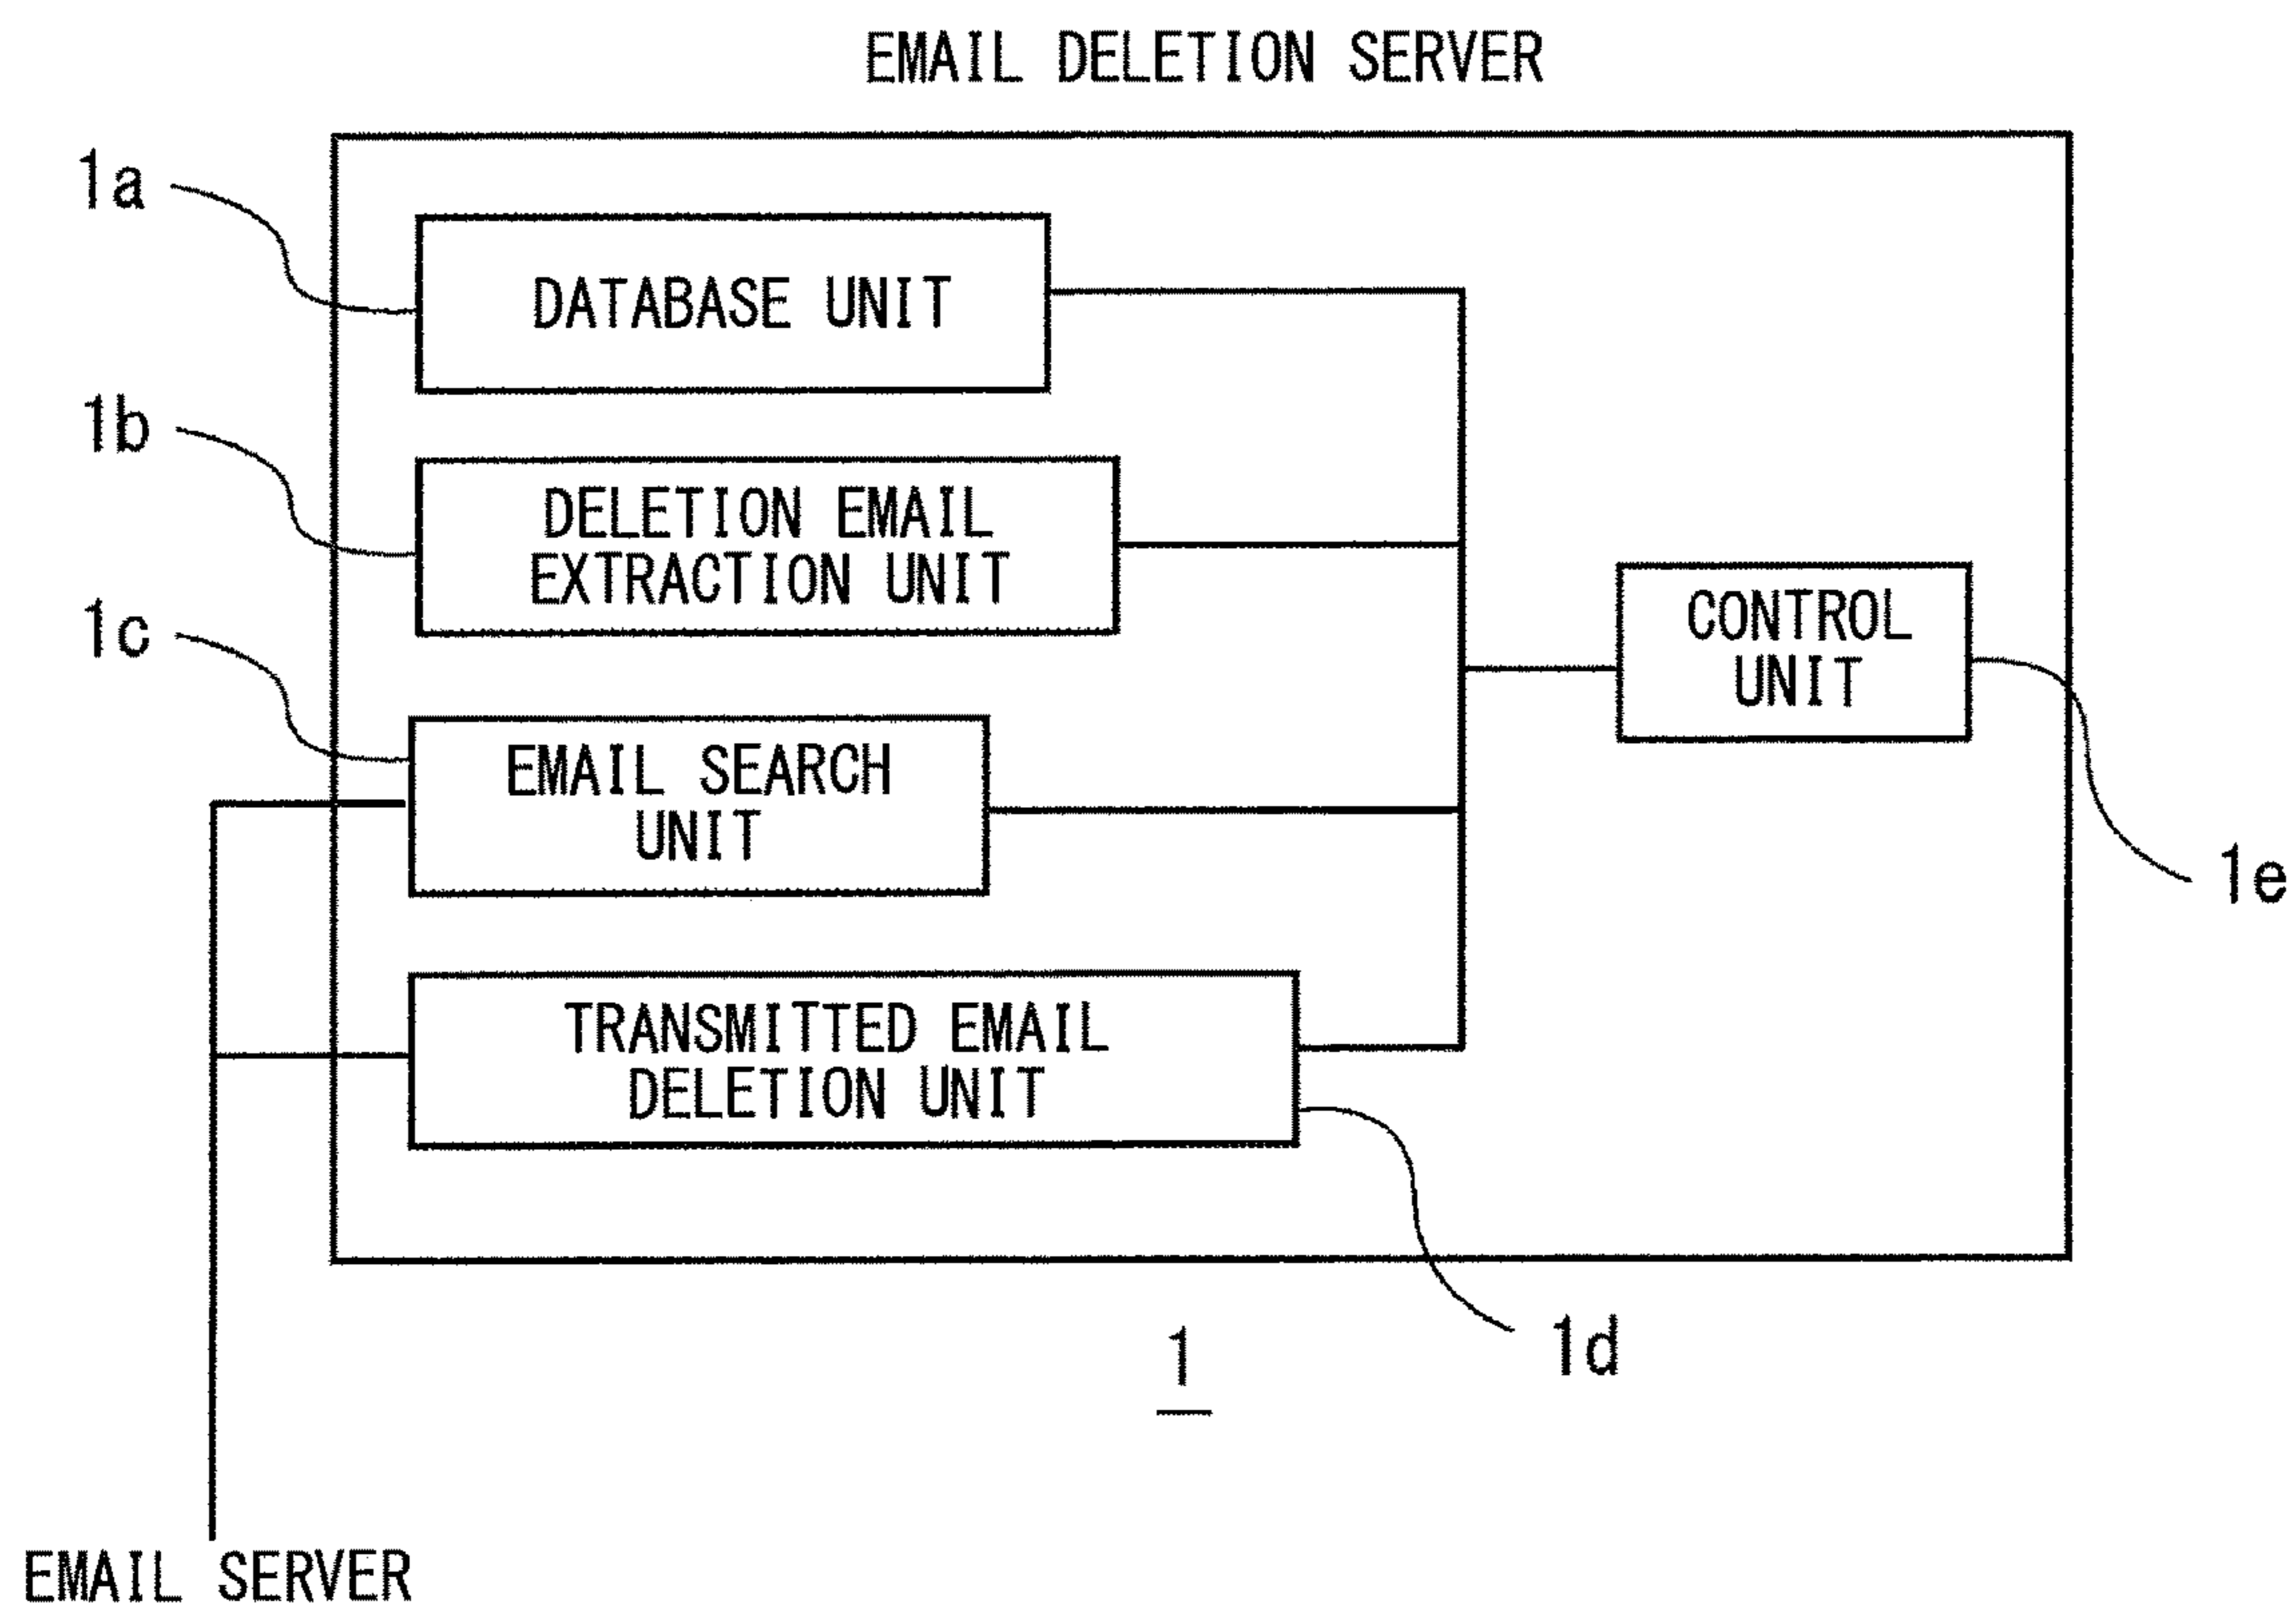 EMAIL DELETION SERVER
1a
DATABASE UNIT
1b
DELETION EMAIL
EXTRACTION UNIT
1c
CONTROL
UNIT
EMAIL SEARCH
UNIT
1e
TRANSMITTED EMAIL
DELETION UNIT
1d
1
EMAIL SERVER